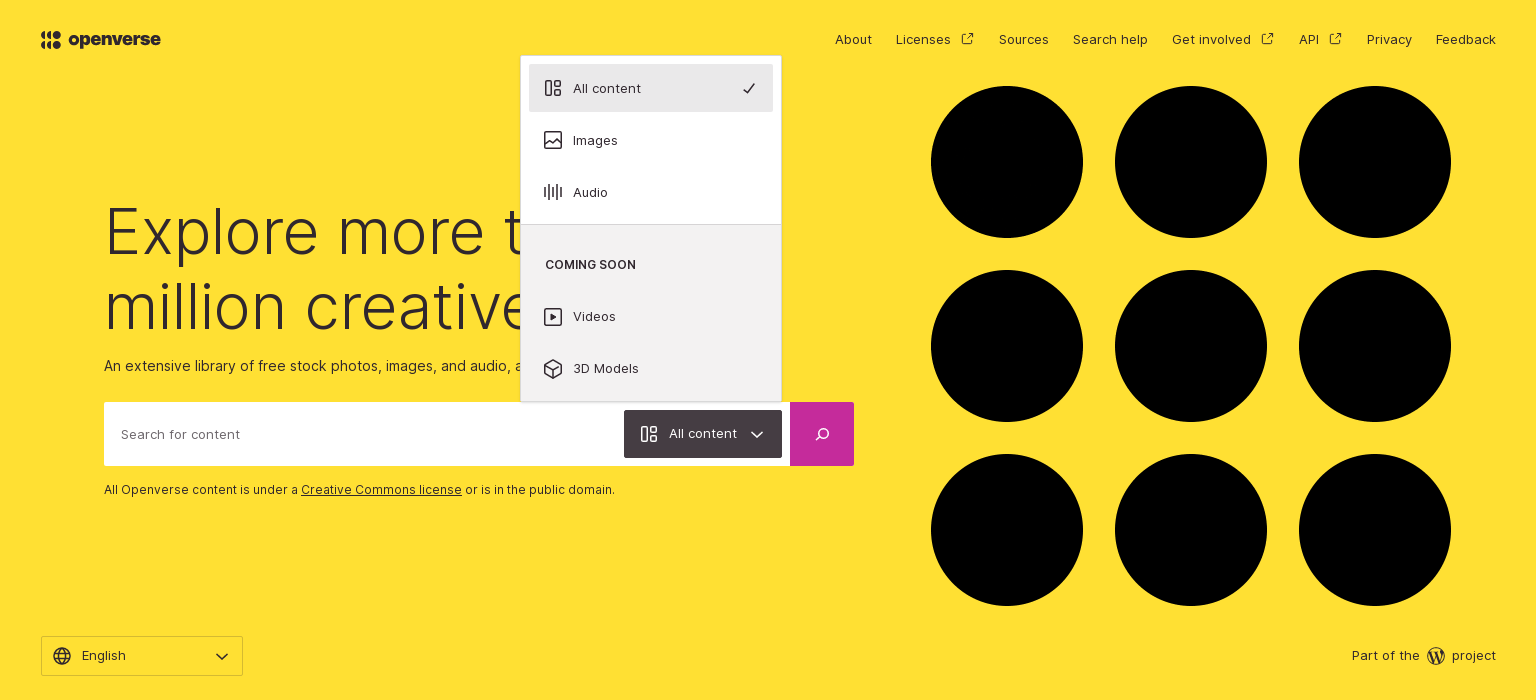 openverse
About
Licenses
Sources
Search help
Get involved
API
Privacy
Feedback
All content
Images
Audio
COMING SOON
Videos
3D Models
Explore more
million creative
An extensive library of free stock photos, images, and audio,
Search for content
All content
All Openverse content is under a Creative Commons license or is in the public domain.
English
Part of the project